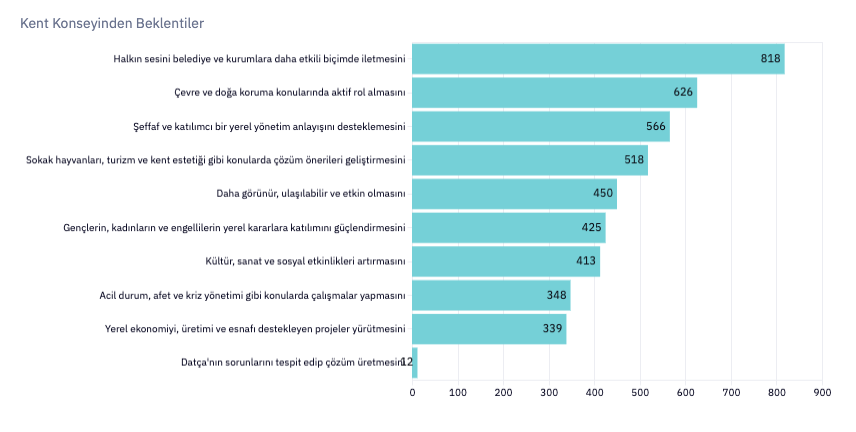 Kent Konseyinden Beklentiler
Halkın sesini belediye ve kurumlara daha etkili biçimde iletmesini 818
Çevre ve doğa koruma konularında aktif rol almasını 626
Şeffaf ve katılımcı bir yerel yönetim anlayışını desteklemesini 566
Sokak hayvanları, turizm ve kent estetiği gibi konularda çözüm önerileri geliştirmesini 518
Daha görünür, ulaşılabilir ve etkin olmasını 450
Gençlerin, kadınların ve engellilerin yerel kararlara katılımını güçlendirmesini 425
Kültür, sanat ve sosyal etkinlikleri artırmasını 413
Acil durum, afet ve kriz yönetimi gibi konularda çalışmalar yapmasını 348
Yerel ekonomiyi, üretimi ve esnafı destekleyen projeler yürütmesini 339
Datça'nın sorunlarını tespit edip çözüm üretmesini 12
0 100 200 300 400 500 600 700 800 900